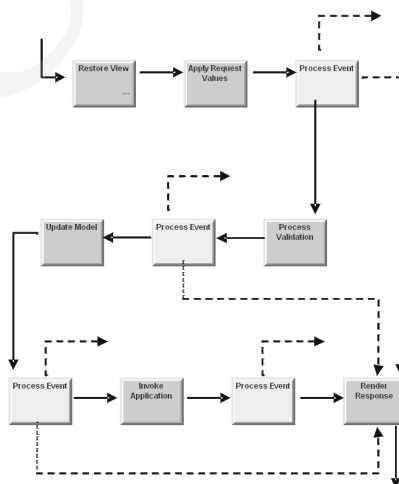 Restore View
Apply Request
Values
Process Event
Update Model
Process Event
Process
Validation
Process Event
Invoke
Application
Process Event
Render
Response